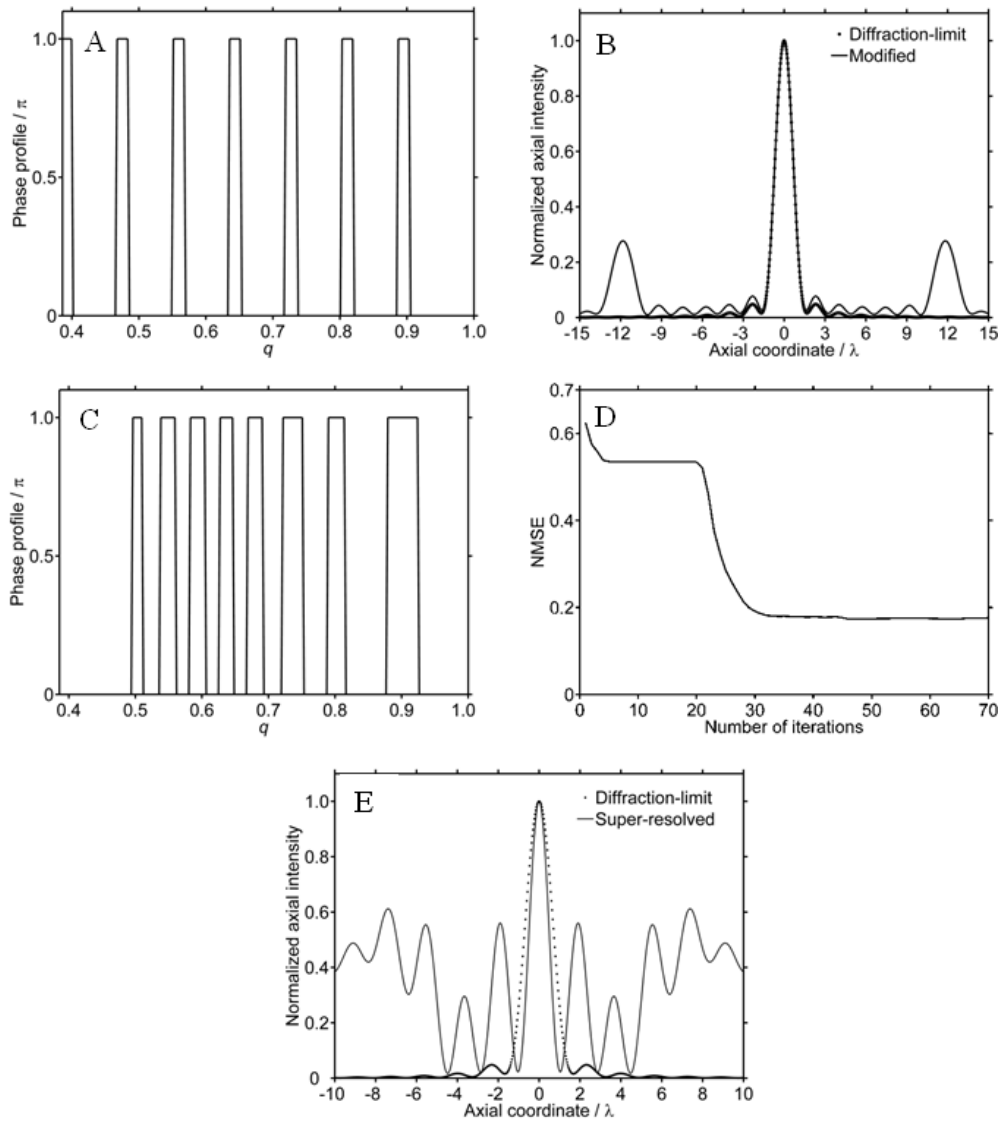 A
Phase profile / π
1.0
0.5
0
0.4 0.5 0.6 0.7 0.8 0.9 1.0
q
B
Diffraction-limit
Modified
Normalized axial intensity
1.0
0.8
0.6
0.4
0.2
0
-15 -12 -9 -6 -3 0 3 6 9 12 15
Axial coordinate / λ
C
Phase profile / π
1.0
0.5
0
0.4 0.5 0.6 0.7 0.8 0.9 1.0
q
D
NMSE
0.7
0.6
0.4
0.2
0
0 10 20 30 40 50 60 70
Number of iterations
E
Diffraction-limit
Super-resolved
Normalized axial intensity
1.0
0.8
0.6
0.4
0.2
0
-10 -8 -6 -4 -2 0 2 4 6 8 10
Axial coordinate / λ